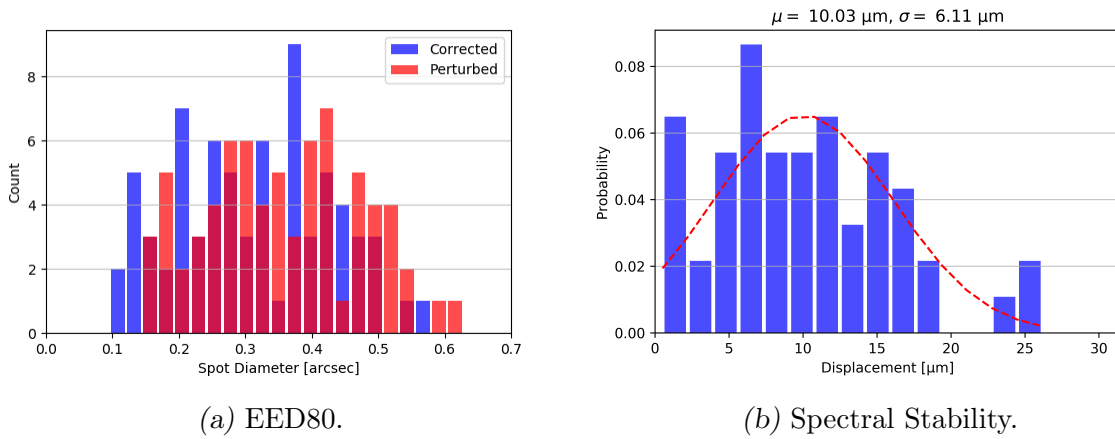 μ = 10.03 μm, σ = 6.11 μm
Corrected
Perturbed
8
6
4
2
0
Count
0.0 0.1 0.2 0.3 0.4 0.5 0.6 0.7
Spot Diameter [arcsec]
0.08
0.06
0.04
0.02
0.00
Probability
0 5 10 15 20 25 30
Displacement [μm]
(a) EED80.
(b) Spectral Stability.